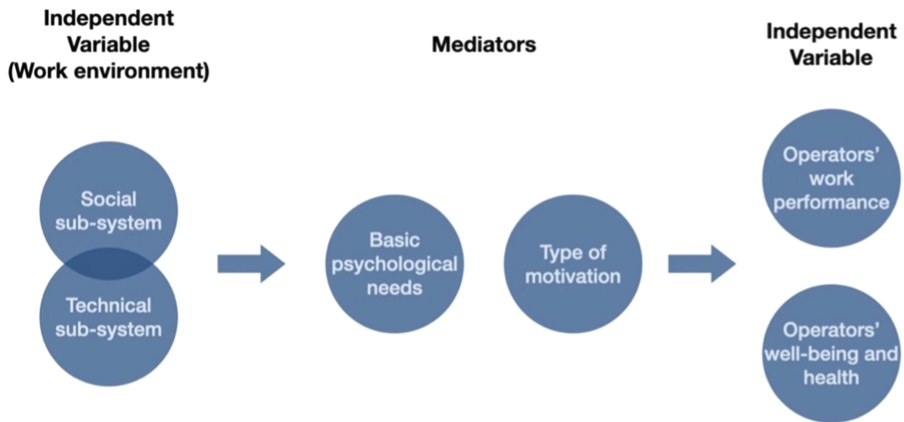 Independent
Variable
(Work environment)
Mediators
Independent
Variable
Social
sub-system
Technical
sub-system
Basic
psychological
needs
Type of
motivation
Operators'
work
performance
Operators'
well-being and
health